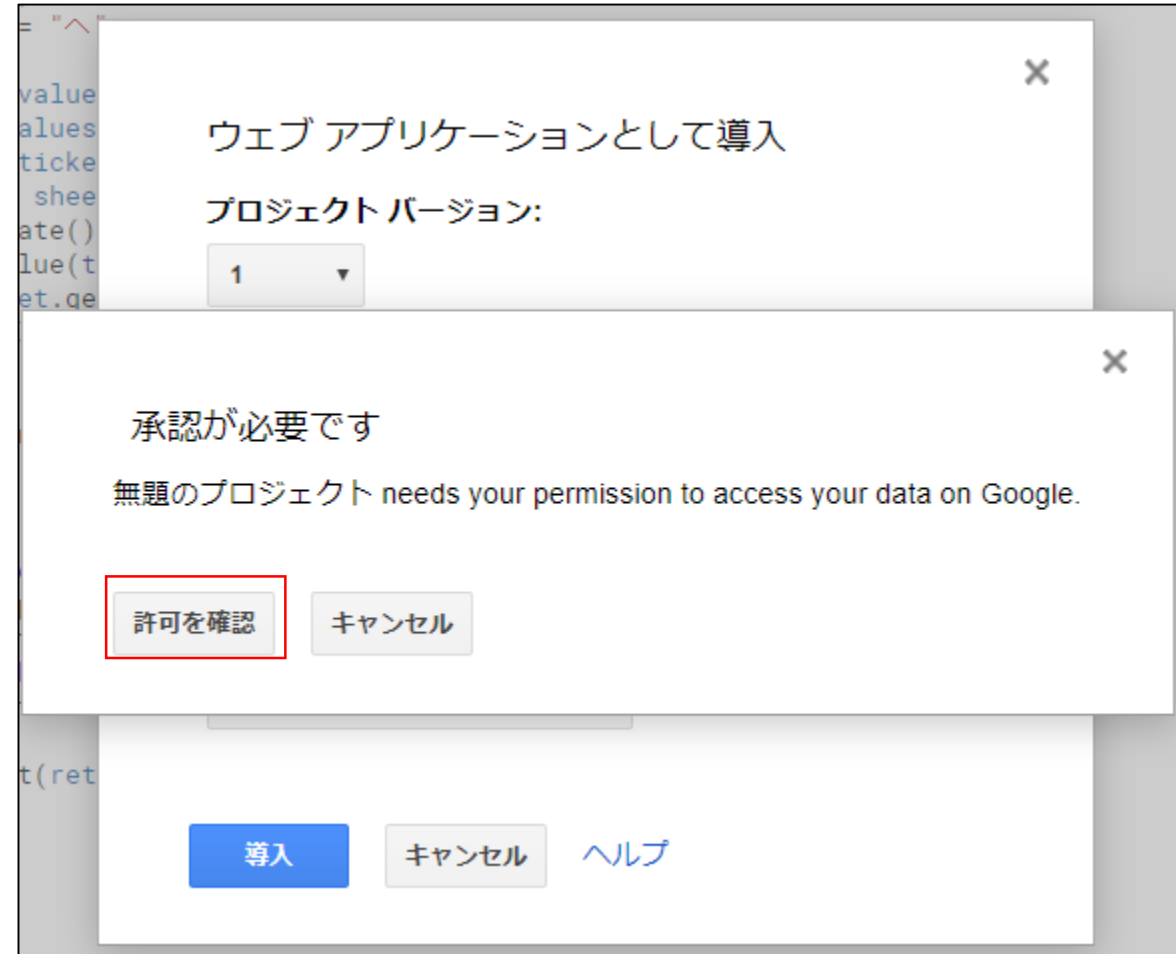 = "へ"
value
alues
ticke
shee
ate()
lue(t
et.ge
t(ret
ウェブ アプリケーションとして導入
プロジェクト バージョン:
1
承認が必要です
無題のプロジェクト needs your permission to access your data on Google.
許可を確認 キャンセル
導入 キャンセル ヘルプ